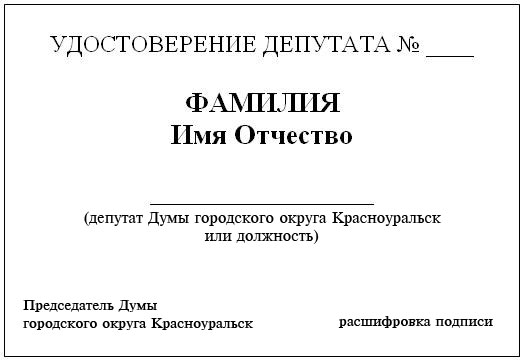 УДОСТОВЕРЕНИЕ ДЕПУТАТА № ____
ФАМИЛИЯ
Имя Отчество
(депутат Думы городского округа Красноуральск
или должность)
Председатель Думы
городского округа Красноуральск
расшифровка подписи